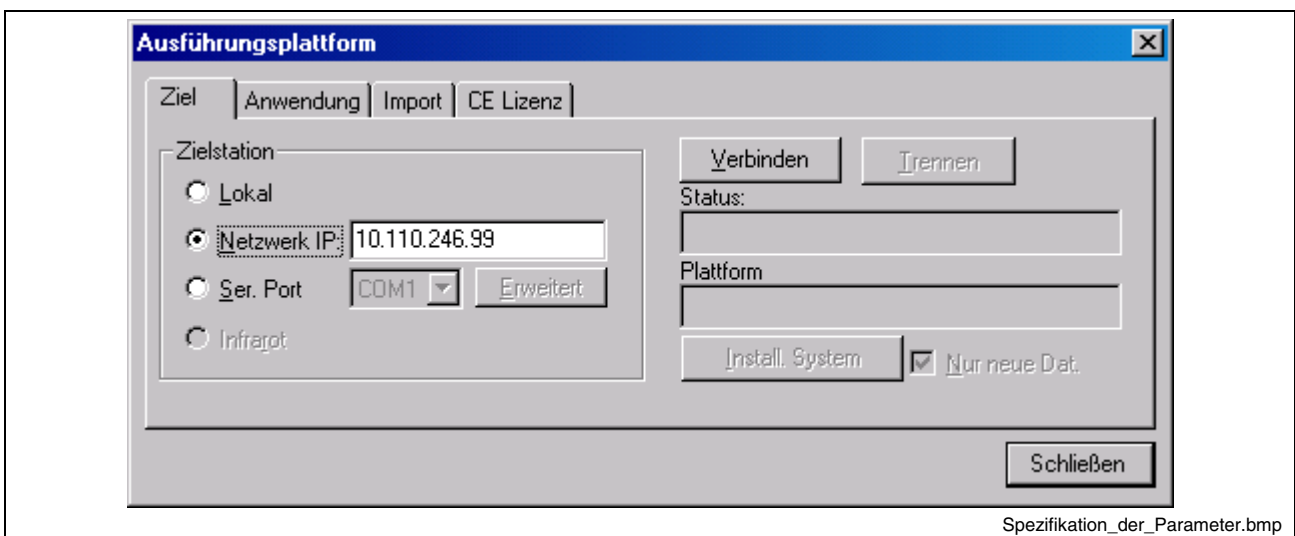 Ausführungsplattform
Ziel Anwendung Import CE Lizenz
Zielstation
Lokal
Netzwerk IP: 10.110.246.99
Ser. Port COM1 Erweitert
Infrarot
Verbinden Trennen
Status:
Plattform
Install. System Nur neue Dat.
Schließen
Spezifikation_der_Parameter.bmp